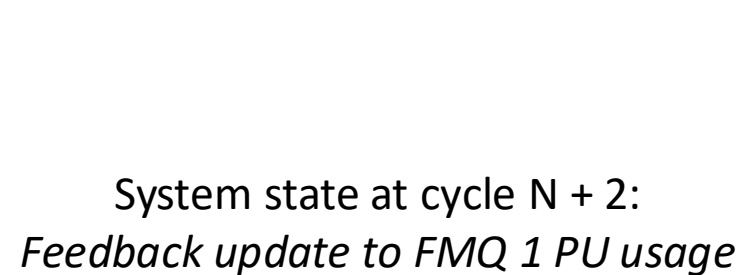 System state at cycle N + 2:
Feedback update to FMQ 1 PU usage